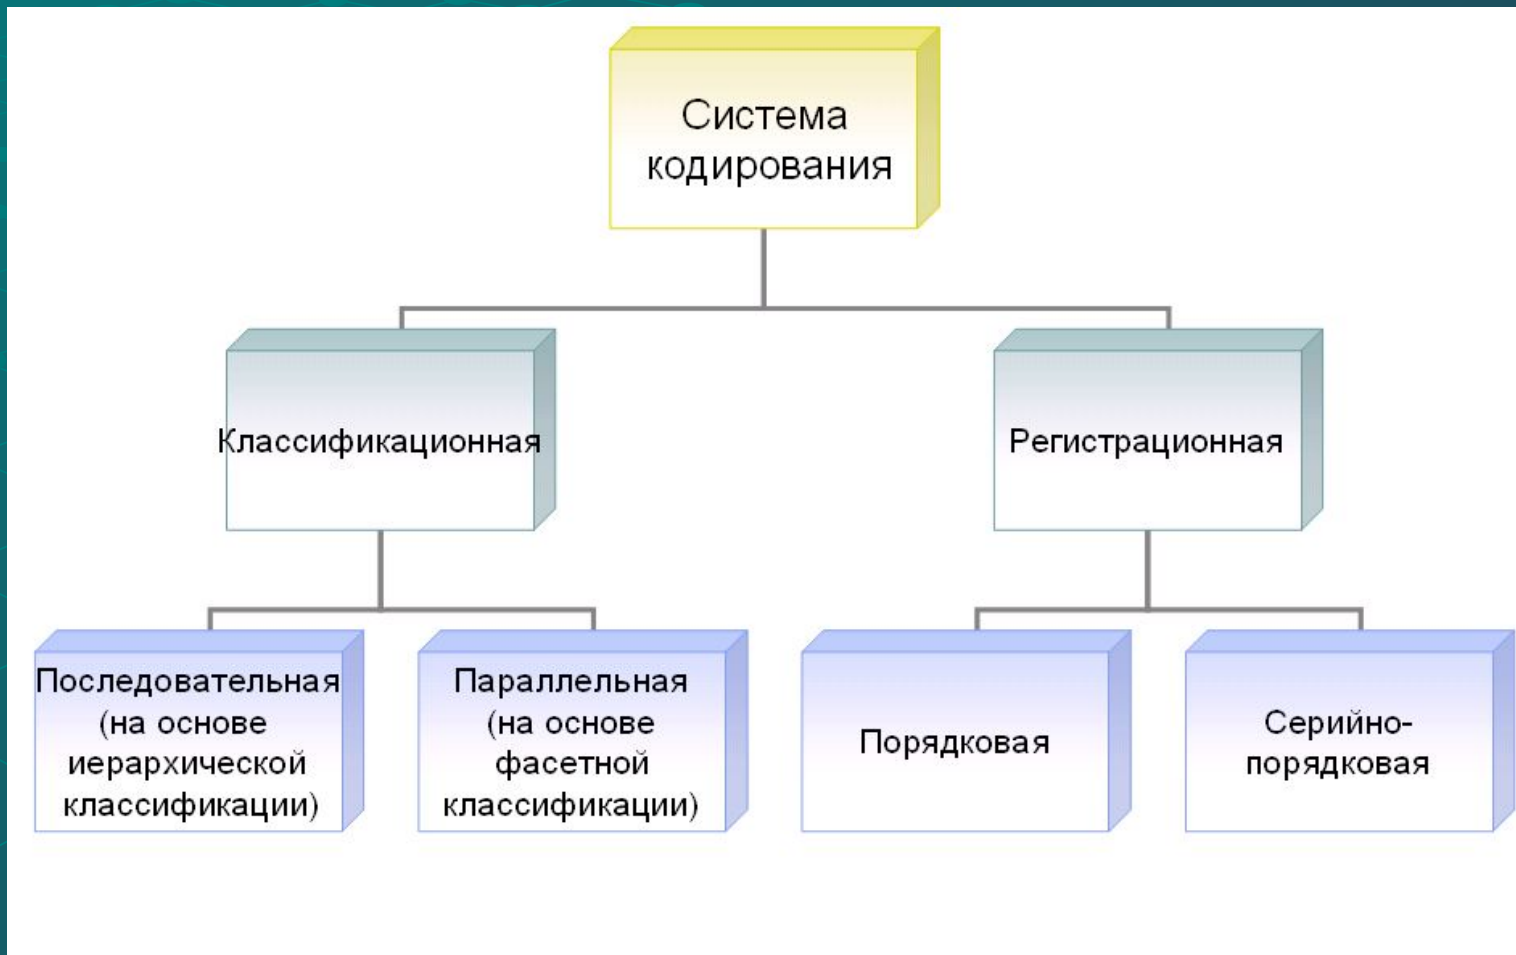 Система
кодирования
Классификационная
Регистрационная
Последовательная
(на основе
иерархической
классификации)
Параллельная
(на основе
фасетной
классификации)
Порядковая
Серийно-
порядковая